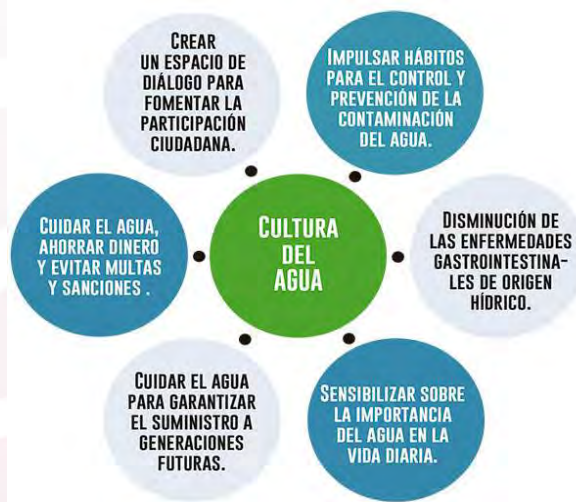 CREAR
UN ESPACIO DE
DIÁLOGO PARA
FOMENTAR LA
PARTICIPACIÓN
CIUDADANA.
IMPULSAR HÁBITOS
PARA EL CONTROL Y
PREVENCIÓN DE LA
CONTAMINACIÓN
DEL AGUA.
CUIDAR EL AGUA,
AHORRAR DINERO
Y EVITAR MULTAS
Y SANCIONES .
CULTURA
DEL
AGUA
DISMINUCIÓN DE
LAS ENFERMEDADES
GASTROINTESTINA-
LES DE ORIGEN
HÍDRICO.
CUIDAR EL AGUA
PARA GARANTIZAR
EL SUMINISTRO A
GENERACIONES
FUTURAS.
SENSIBILIZAR SOBRE
LA IMPORTANCIA
DEL AGUA EN LA
VIDA DIARIA.